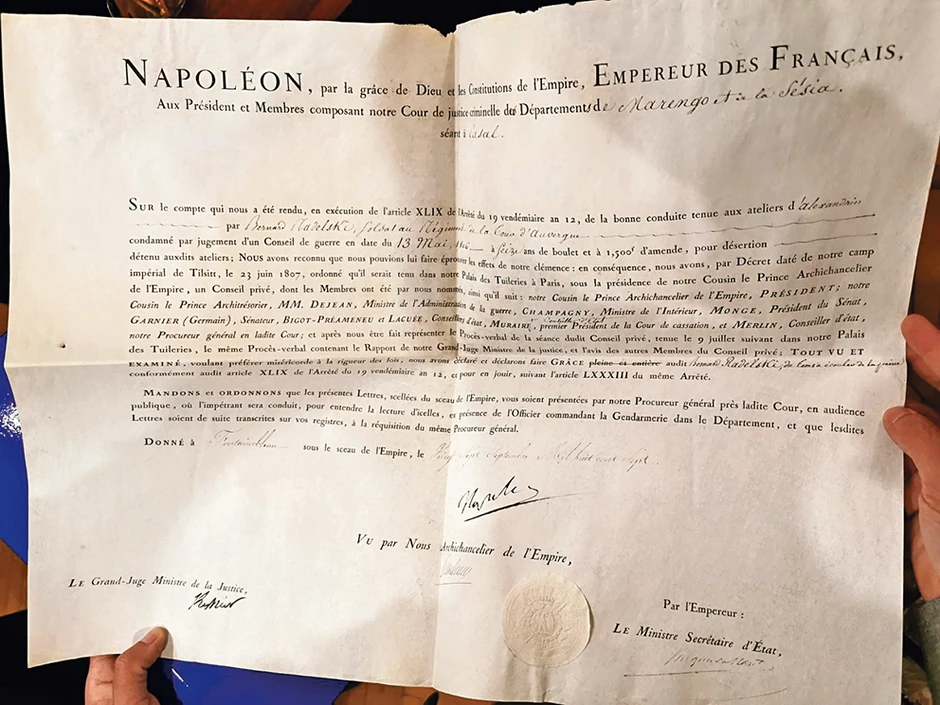 NAPOLÉON, par la grâce de Dieu et les Constitutions de l'Empire, EMPEREUR DES FRANÇAIS,
Aux Président et Membres composant notre Cour de justice criminelle des Départements de Marengo et de la Sésia,
séant à Casal.
SUR le compte qui nous a été rendu, en exécution de l'article XLIX de l'Arrêté du 19 vendémiaire an 12, de la bonne conduite tenue aux ateliers d'Alexandrie
par Bernard Radelski, Soldat au Régiment de la Tour d'Auvergne
condamné par jugement d'un Conseil de guerre en date du 13 Mai à Seize ans de boulet et à 1,500f d'amende, pour désertion
détenu auxdits ateliers; NOUS avons reconnu que nous pouvions lui faire éprouver les effets de notre clémence: en conséquence, nous avons, par Décret daté de notre camp
impérial de Tilsitt, le 23 juin 1807, ordonné qu'il serait tenu dans notre Palais des Tuileries à Paris, sous la présidence de notre Cousin le Prince Archichancelier
de l'Empire, un Conseil privé, dont les Membres ont été par nous nommés, ainsi qu'il suit: notre Cousin le Prince Archichancelier de l'Empire, PRÉSIDENT; notre
Cousin le Prince Architrésorier, MM. DEJEAN, Ministre de l'Administration de la guerre, CHAMPAGNY, Ministre de l'Intérieur, MONGE, Président du Sénat,
GARNIER (Germain), Sénateur, BIGOT-PRÉAMENEU et LACUÉE, Conseillers d'état, MURAIRE, Conseiller d'état premier Président de la Cour de cassation, et MERLIN, Conseiller d'état,
notre Procureur général en ladite Cour; et après nous être fait représenter le Procès-verbal de la séance dudit Conseil privé, tenue le 9 juillet suivant dans notre Palais
des Tuileries, le même Procès-verbal contenant le Rapport de notre Grand-Juge Ministre de la justice, et l'avis des autres Membres du Conseil privé; TOUT VU ET
EXAMINÉ, voulant préférer miséricorde à la rigueur des lois, nous avons déclaré et déclarons faire GRÂCE pleine et entière audit Bernard Radelski,
conformément audit article XLIX de l'Arrêté du 19 vendémiaire an 12, et pour en jouir, suivant l'article LXXXIII du même Arrêté.
MANDONS ET ORDONNONS que les présentes Lettres, scellées du sceau de l'Empire, vous soient présentées par notre Procureur général près ladite Cour, en audience
publique, où l'impétrant sera conduit, pour entendre la lecture d'icelles, en présence de l'Officier commandant la Gendarmerie dans le Département, et que lesdites
Lettres soient de suite transcrites sur vos registres, à la réquisition du même Procureur général.
DONNÉ à Fontainebleau sous le sceau de l'Empire, le Vingt Sept Septembre Mil huit cent Sept.
VU par Nous Archichancelier de l'Empire,
LE Grand-Juge Ministre de la Justice,
Par l'Empereur:
LE Ministre Secrétaire d'État,